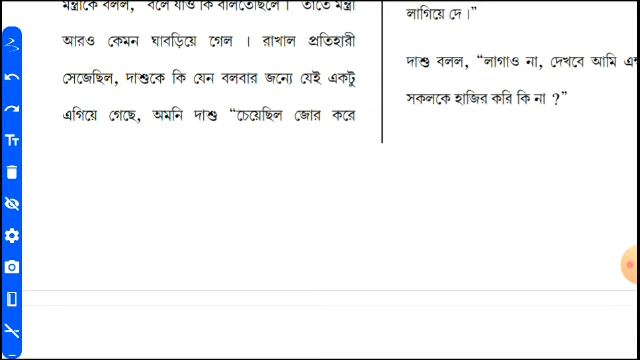 মন্ত্রীকে বলল, "বলে যাও কি বলিতেছিলে।" তাতে মন্ত্রী
আরও কেমন ঘাবড়িয়ে গেল । রাখাল প্রতিহারী
সেজেছিল, দাশুকে কি যেন বলবার জন্যে যেই একটু
এগিয়ে গেছে, অমনি দাশু “চেয়েছিল জোর করে
লাগিয়ে দে।”
দাশু বলল, “লাগাও না, দেখবে আমি
সকলকে হাজির করি কি না ?”